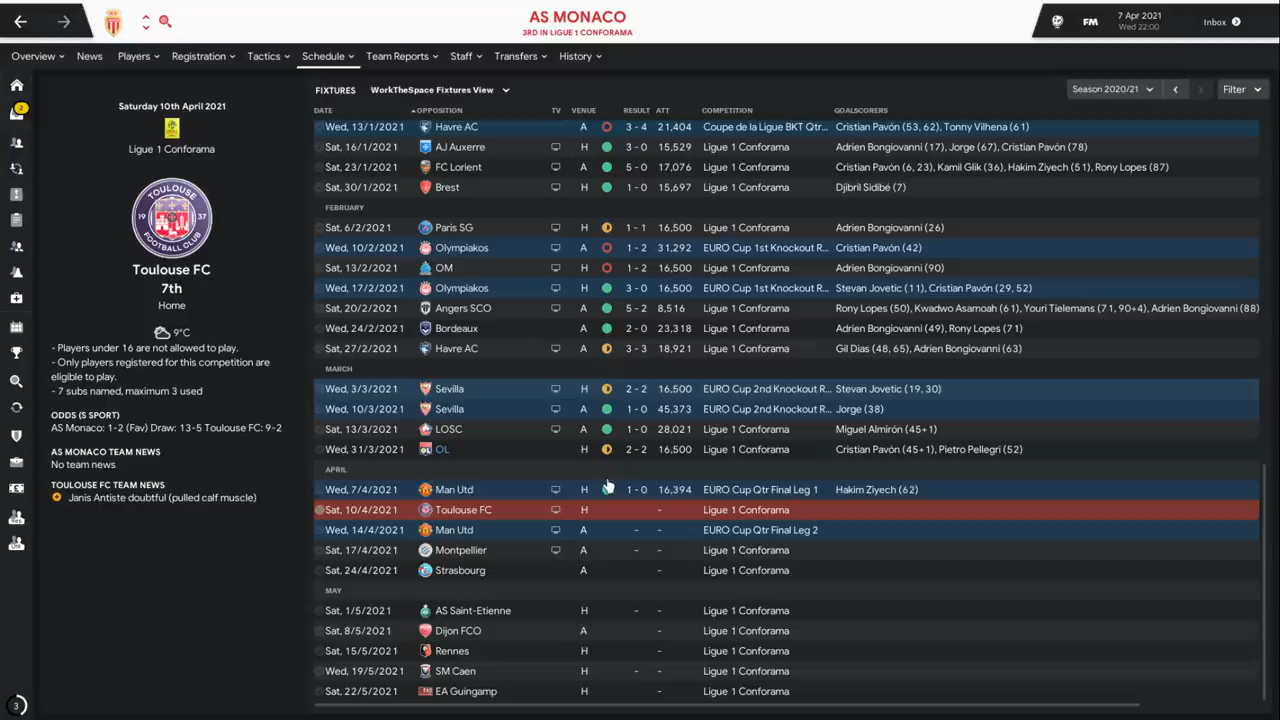 AS MONACO
3RD IN LIGUE 1 CONFORAMA
FM
7 Apr 2021
Wed 22:00
Inbox
Overview News Players Registration Tactics Schedule Team Reports Staff Transfers History
2
Saturday 10th April 2021
Ligue 1 Conforama
TOULOUSE
19 37
FOOTBALL CLUB
Toulouse FC
7th
Home
9°C
- Players under 16 are not allowed to play.
- Only players registered for this competition are
eligible to play.
- 7 subs named, maximum 3 used
ODDS (S SPORT)
AS Monaco: 1-2 (Fav) Draw: 13-5 Toulouse FC: 9-2
AS MONACO TEAM NEWS
No team news
TOULOUSE FC TEAM NEWS
Janis Antiste doubtful (pulled calf muscle)
3
FIXTURES WorkTheSpace Fixtures View Season 2020/21 Filter
DATE OPPOSITION TV VENUE RESULT ATT COMPETITION GOALSCORERS
Wed, 13/1/2021 Havre AC A 3 - 4 21,404 Coupe de la Ligue BKT Qtr... Cristian Pavón (53, 62), Tonny Vilhena (61)
Sat, 16/1/2021 AJ Auxerre H 3 - 0 15,529 Ligue 1 Conforama Adrien Bongiovanni (17), Jorge (67), Cristian Pavón (78)
Sat, 23/1/2021 FC Lorient A 5 - 0 17,076 Ligue 1 Conforama Cristian Pavón (6, 23), Kamil Glik (36), Hakim Ziyech (51), Rony Lopes (87)
Sat, 30/1/2021 Brest H 1 - 0 15,697 Ligue 1 Conforama Djibril Sidibé (7)
FEBRUARY
Sat, 6/2/2021 Paris SG H 1 - 1 16,500 Ligue 1 Conforama Adrien Bongiovanni (26)
Wed, 10/2/2021 Olympiakos A 1 - 2 31,292 EURO Cup 1st Knockout R... Cristian Pavón (42)
Sat, 13/2/2021 OM H 1 - 2 16,500 Ligue 1 Conforama Adrien Bongiovanni (90)
Wed, 17/2/2021 Olympiakos H 3 - 0 16,500 EURO Cup 1st Knockout R... Stevan Jovetic (11), Cristian Pavón (29, 52)
Sat, 20/2/2021 Angers SCO A 5 - 2 8,516 Ligue 1 Conforama Rony Lopes (50), Kwadwo Asamoah (61), Youri Tielemans (71, 90+4), Adrien Bongiovanni (88)
Wed, 24/2/2021 Bordeaux A 2 - 0 23,318 Ligue 1 Conforama Adrien Bongiovanni (49), Rony Lopes (71)
Sat, 27/2/2021 Havre AC A 3 - 3 18,921 Ligue 1 Conforama Gil Dias (48, 65), Adrien Bongiovanni (63)
MARCH
Wed, 3/3/2021 Sevilla H 2 - 2 16,500 EURO Cup 2nd Knockout R... Stevan Jovetic (19, 30)
Wed, 10/3/2021 Sevilla A 1 - 0 45,373 EURO Cup 2nd Knockout R... Jorge (38)
Sat, 13/3/2021 LOSC A 1 - 0 28,021 Ligue 1 Conforama Miguel Almirón (45+1)
Wed, 31/3/2021 OL H 2 - 2 16,500 Ligue 1 Conforama Cristian Pavón (45+1), Pietro Pellegri (52)
APRIL
Wed, 7/4/2021 Man Utd H 1 - 0 16,394 EURO Cup Qtr Final Leg 1 Hakim Ziyech (62)
Sat, 10/4/2021 Toulouse FC H - Ligue 1 Conforama
Wed, 14/4/2021 Man Utd A - - EURO Cup Qtr Final Leg 2
Sat, 17/4/2021 Montpellier A - - Ligue 1 Conforama
Sat, 24/4/2021 Strasbourg A - Ligue 1 Conforama
MAY
Sat, 1/5/2021 AS Saint-Etienne H - - Ligue 1 Conforama
Sat, 8/5/2021 Dijon FCO A - Ligue 1 Conforama
Sat, 15/5/2021 Rennes H - Ligue 1 Conforama
Wed, 19/5/2021 SM Caen H - Ligue 1 Conforama
Sat, 22/5/2021 EA Guingamp H - Ligue 1 Conforama